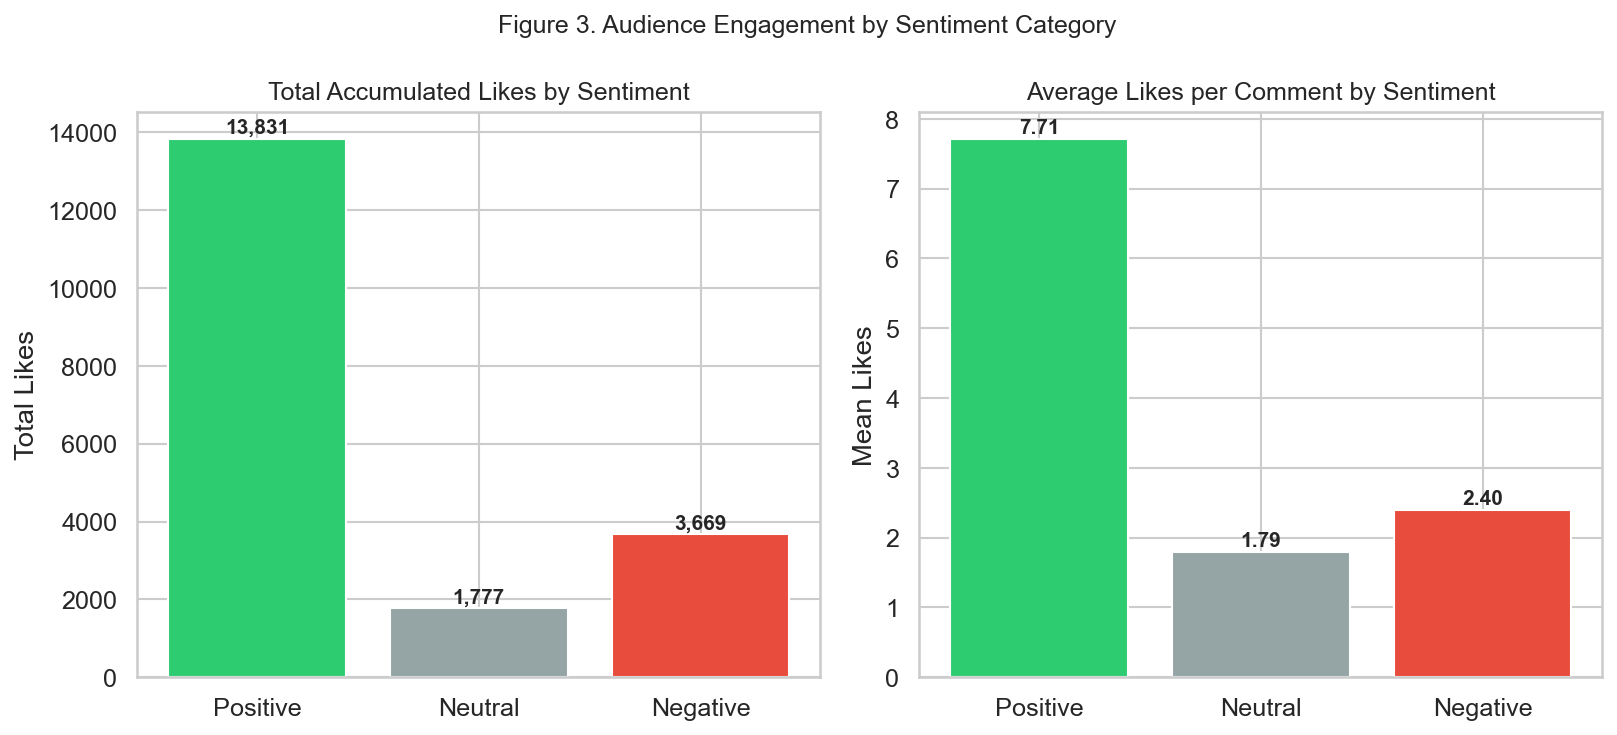 Figure 3. Audience Engagement by Sentiment Category
Total Accumulated Likes by Sentiment
Total Likes
14000
12000
10000
8000
6000
4000
2000
0
13,831
1,777
3,669
Positive
Neutral
Negative
Average Likes per Comment by Sentiment
Mean Likes
8
7
6
5
4
3
2
1
0
7.71
1.79
2.40
Positive
Neutral
Negative